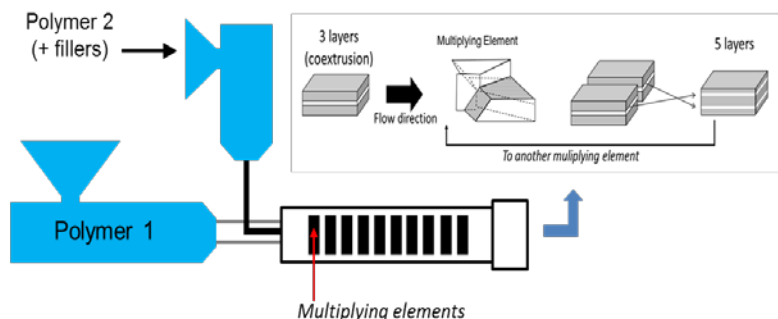 Polymer 2
(+ fillers)
3 layers
(coextrusion)
Multiplying Element
5 layers
Flow direction
To another muliplying element
Polymer 1
Multiplying elements